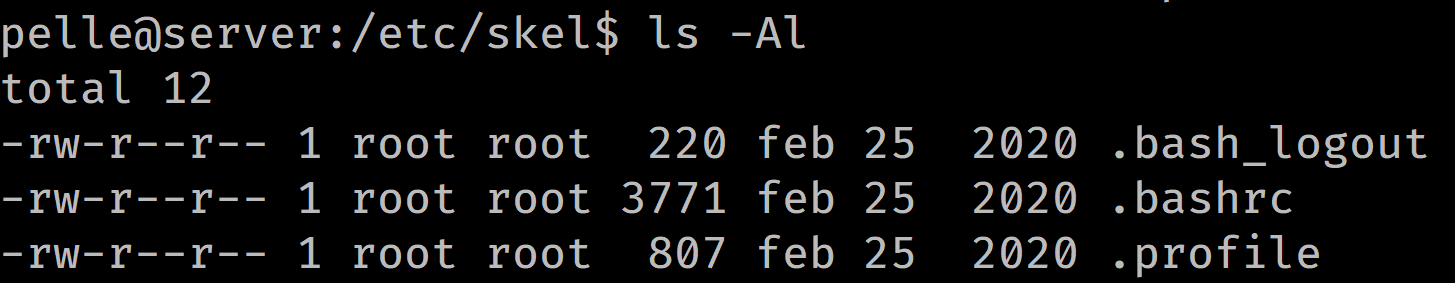 pelle@server:/etc/skel$ ls -Al
total 12
-rw-r--r-- 1 root root  220 feb 25  2020 .bash_logout
-rw-r--r-- 1 root root 3771 feb 25  2020 .bashrc
-rw-r--r-- 1 root root  807 feb 25  2020 .profile